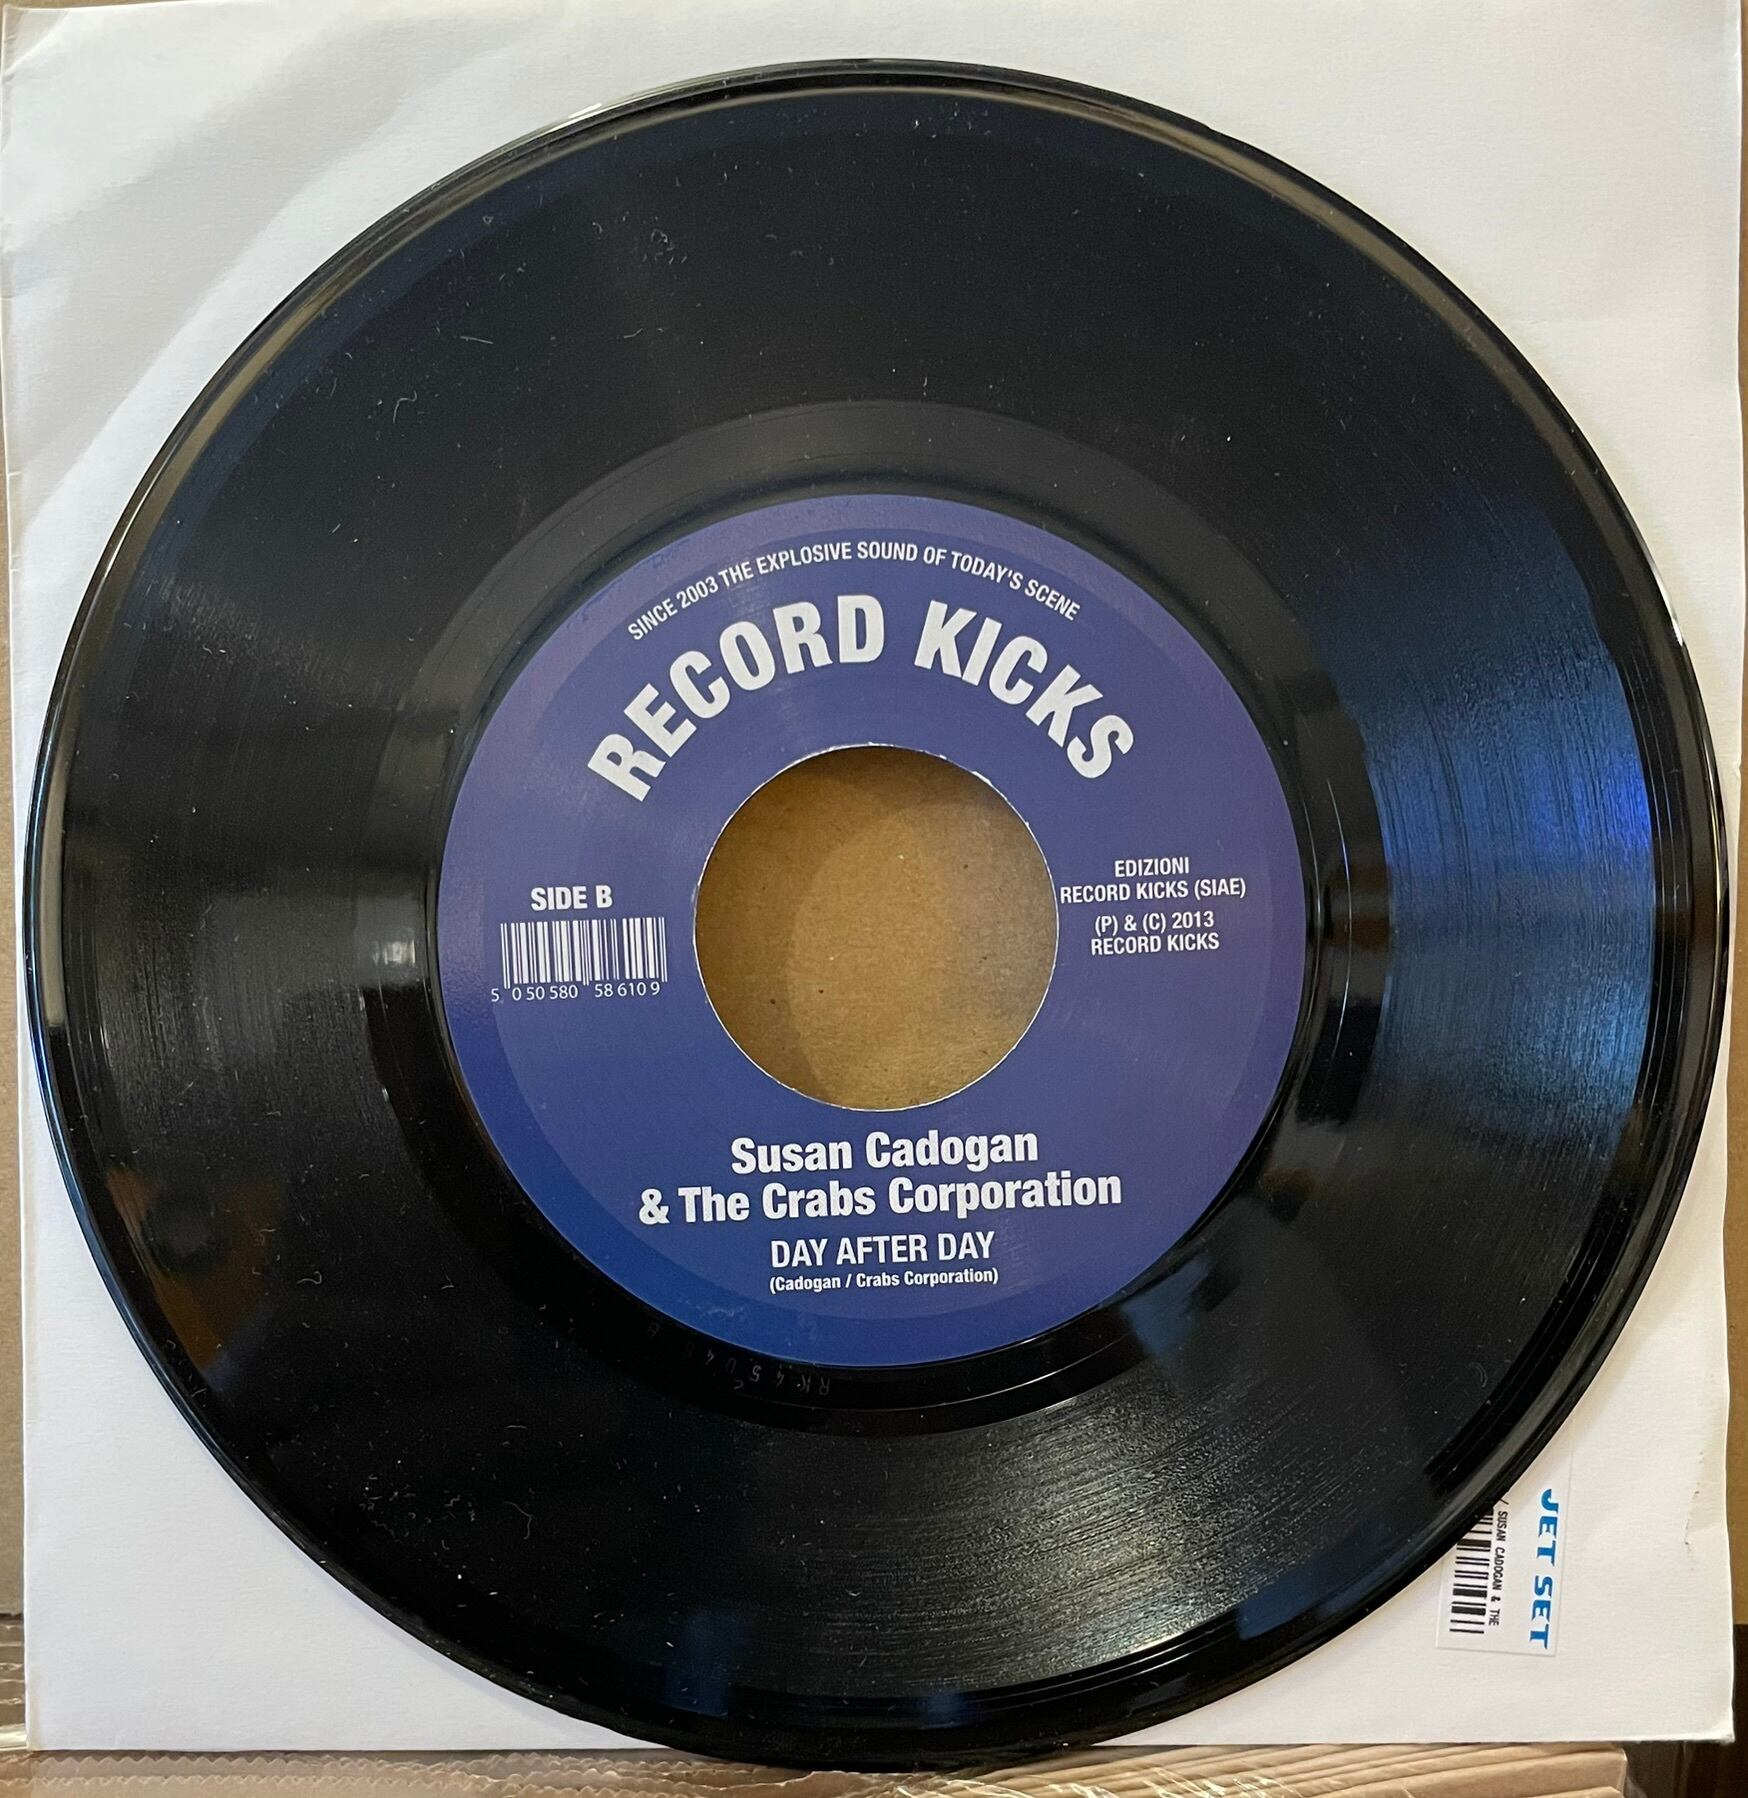 SINCE 2003 THE EXPLOSIVE SOUND OF TODAY'S SCENE
RECORD KICKS
SIDE B
5 050580 586109
EDIZIONI
RECORD KICKS (SIAE)
(P) & (C) 2013
RECORD KICKS
Susan Cadogan
& The Crabs Corporation
DAY AFTER DAY
(Cadogan / Crabs Corporation)
JET SET
/ SUSAN CADOGAN & THE